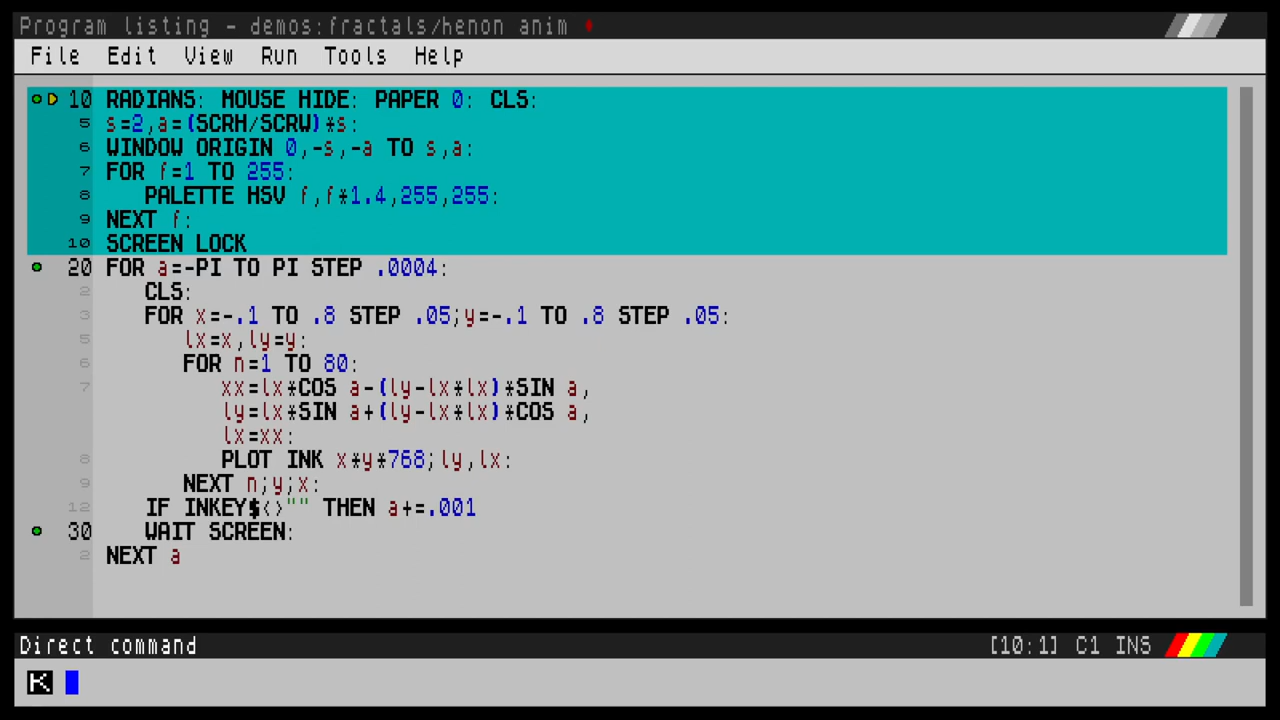 Program listing - demos:fractals/henon anim
File Edit View Run Tools Help
10 RADIANS: MOUSE HIDE: PAPER 0: CLS:
5 s=2,a=(SCRH/SCRW)*s:
6 WINDOW ORIGIN 0,-s,-a TO s,a:
7 FOR f=1 TO 255:
8 PALETTE HSV f,f*1.4,255,255:
9 NEXT f:
10 SCREEN LOCK
20 FOR a=-PI TO PI STEP .0004:
2 CLS:
3 FOR x=-.1 TO .8 STEP .05;y=-.1 TO .8 STEP .05:
5 lx=x,ly=y:
6 FOR n=1 TO 80:
7 xx=lx*COS a-(ly-lx*lx)*SIN a,
ly=lx*SIN a+(ly-lx*lx)*COS a,
lx=xx:
8 PLOT INK x*y*768;ly,lx:
9 NEXT n;y;x:
12 IF INKEY$<>"" THEN a+=.001
30 WAIT SCREEN:
2 NEXT a
Direct command [10:1] C1 INS
K